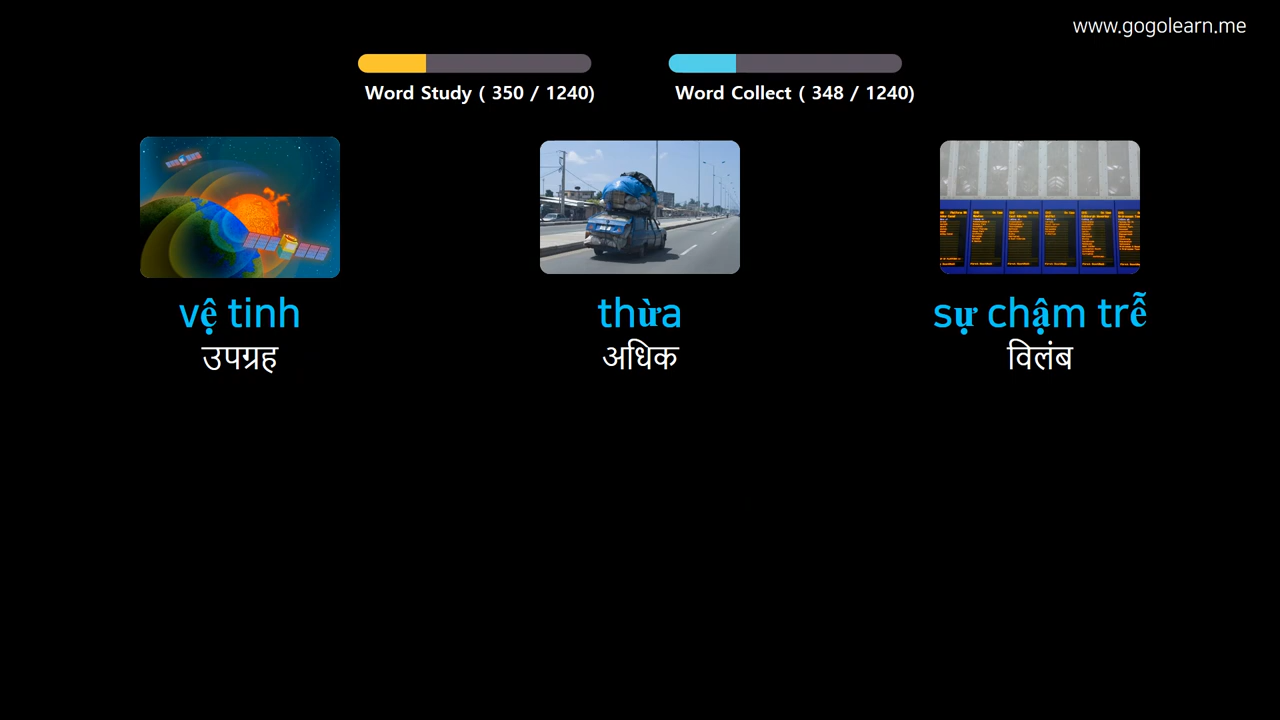 www.gogolearn.me
Word Study ( 350 / 1240)
Word Collect ( 348 / 1240)
vệ tinh
thừa
sự chậm trễ
उपग्रह
अधिक
विलंब